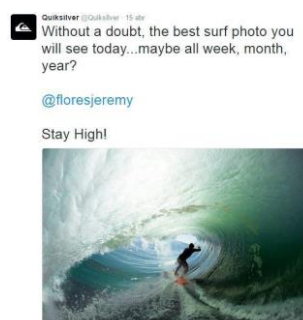 Quiksilver @Quiksilver · 15 abr
Without a doubt, the best surf photo you
will see today...maybe all week, month,
year?
@floresjeremy
Stay High!